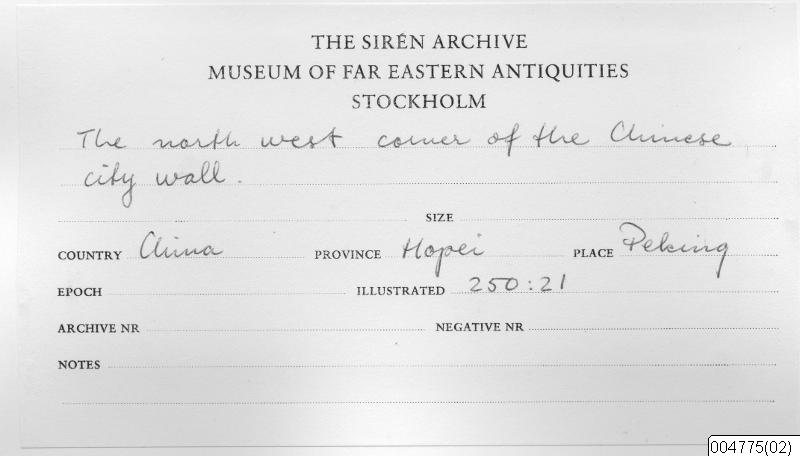 THE SIRÉN ARCHIVE
MUSEUM OF FAR EASTERN ANTIQUITIES
STOCKHOLM
The north west corner of the Chinese
city wall.
SIZE
COUNTRY China PROVINCE Hopei PLACE Peking
EPOCH ILLUSTRATED 250:21
ARCHIVE NR NEGATIVE NR
NOTES
004775(02)